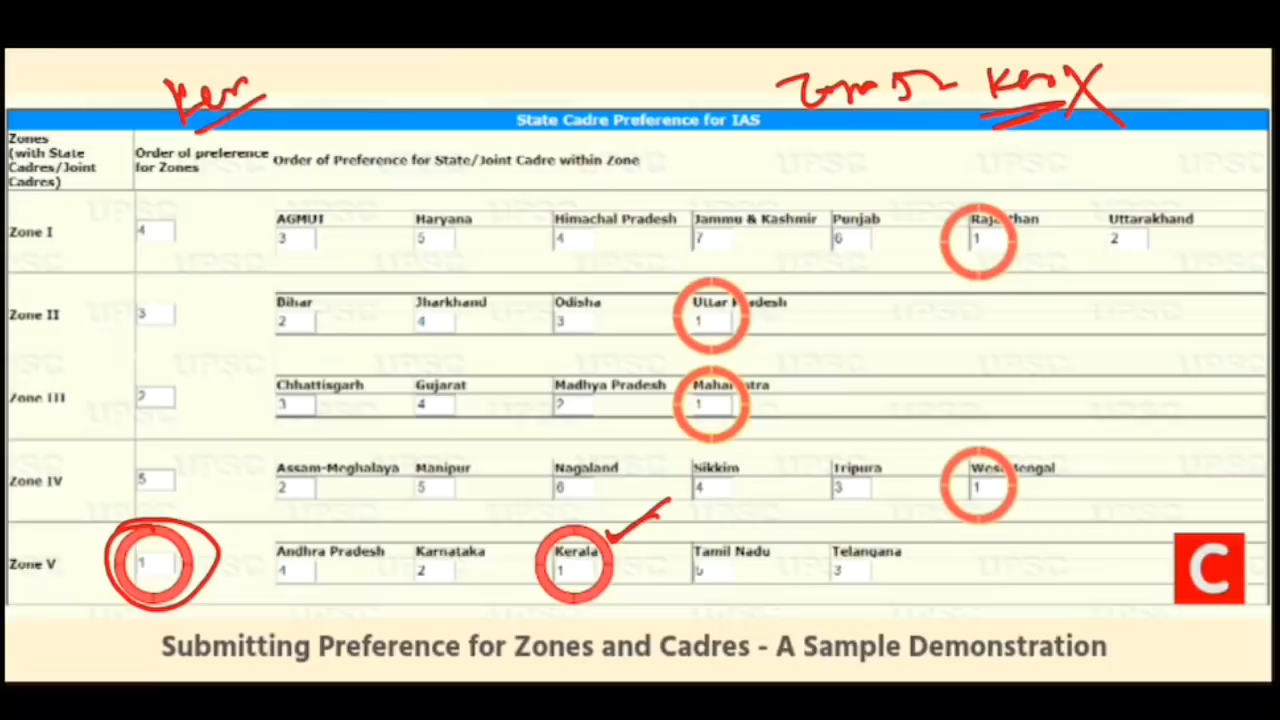 Ker
Zone 5 - Ker X
State Cadre Preference for IAS
Zones (with State Cadres/Joint Cadres) Order of preference for Zones Order of Preference for State/Joint Cadre within Zone
AGMUT Haryana Himachal Pradesh Jammu & Kashmir Punjab Rajasthan Uttarakhand
Zone I 4 3 5 4 7 6 1 2
Bihar Jharkhand Odisha Uttar Pradesh
Zone II 3 2 4 3 1
Chhattisgarh Gujarat Madhya Pradesh Maharashtra
Zone III 2 3 4 2 1
Assam-Meghalaya Manipur Nagaland Sikkim Tripura West Bengal
Zone IV 5 2 5 6 4 3 1
Andhra Pradesh Karnataka Kerala Tamil Nadu Telangana
Zone V 1 4 2 1 5 3
C
Submitting Preference for Zones and Cadres - A Sample Demonstration